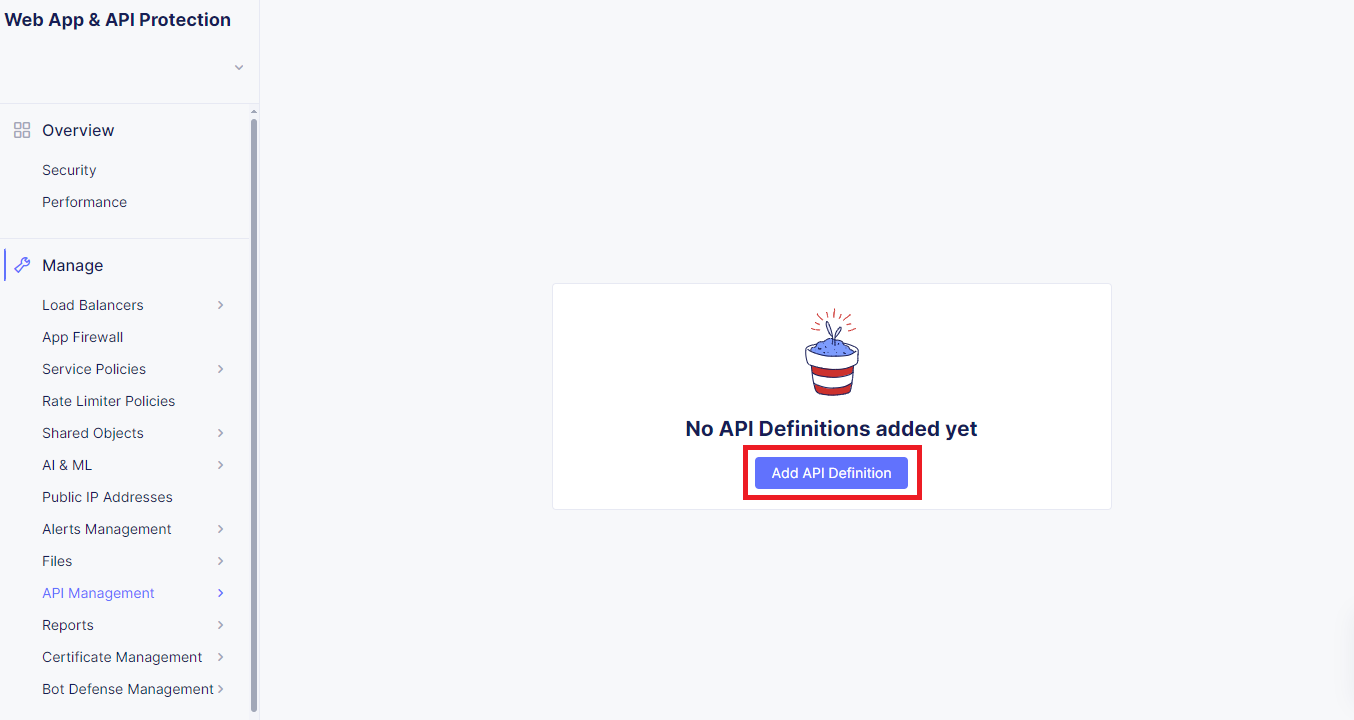 Web App & API Protection
Overview
Security
Performance
Manage
Load Balancers
App Firewall
Service Policies
Rate Limiter Policies
Shared Objects
AI & ML
Public IP Addresses
Alerts Management
Files
API Management
Reports
Certificate Management
Bot Defense Management
No API Definitions added yet
Add API Definition